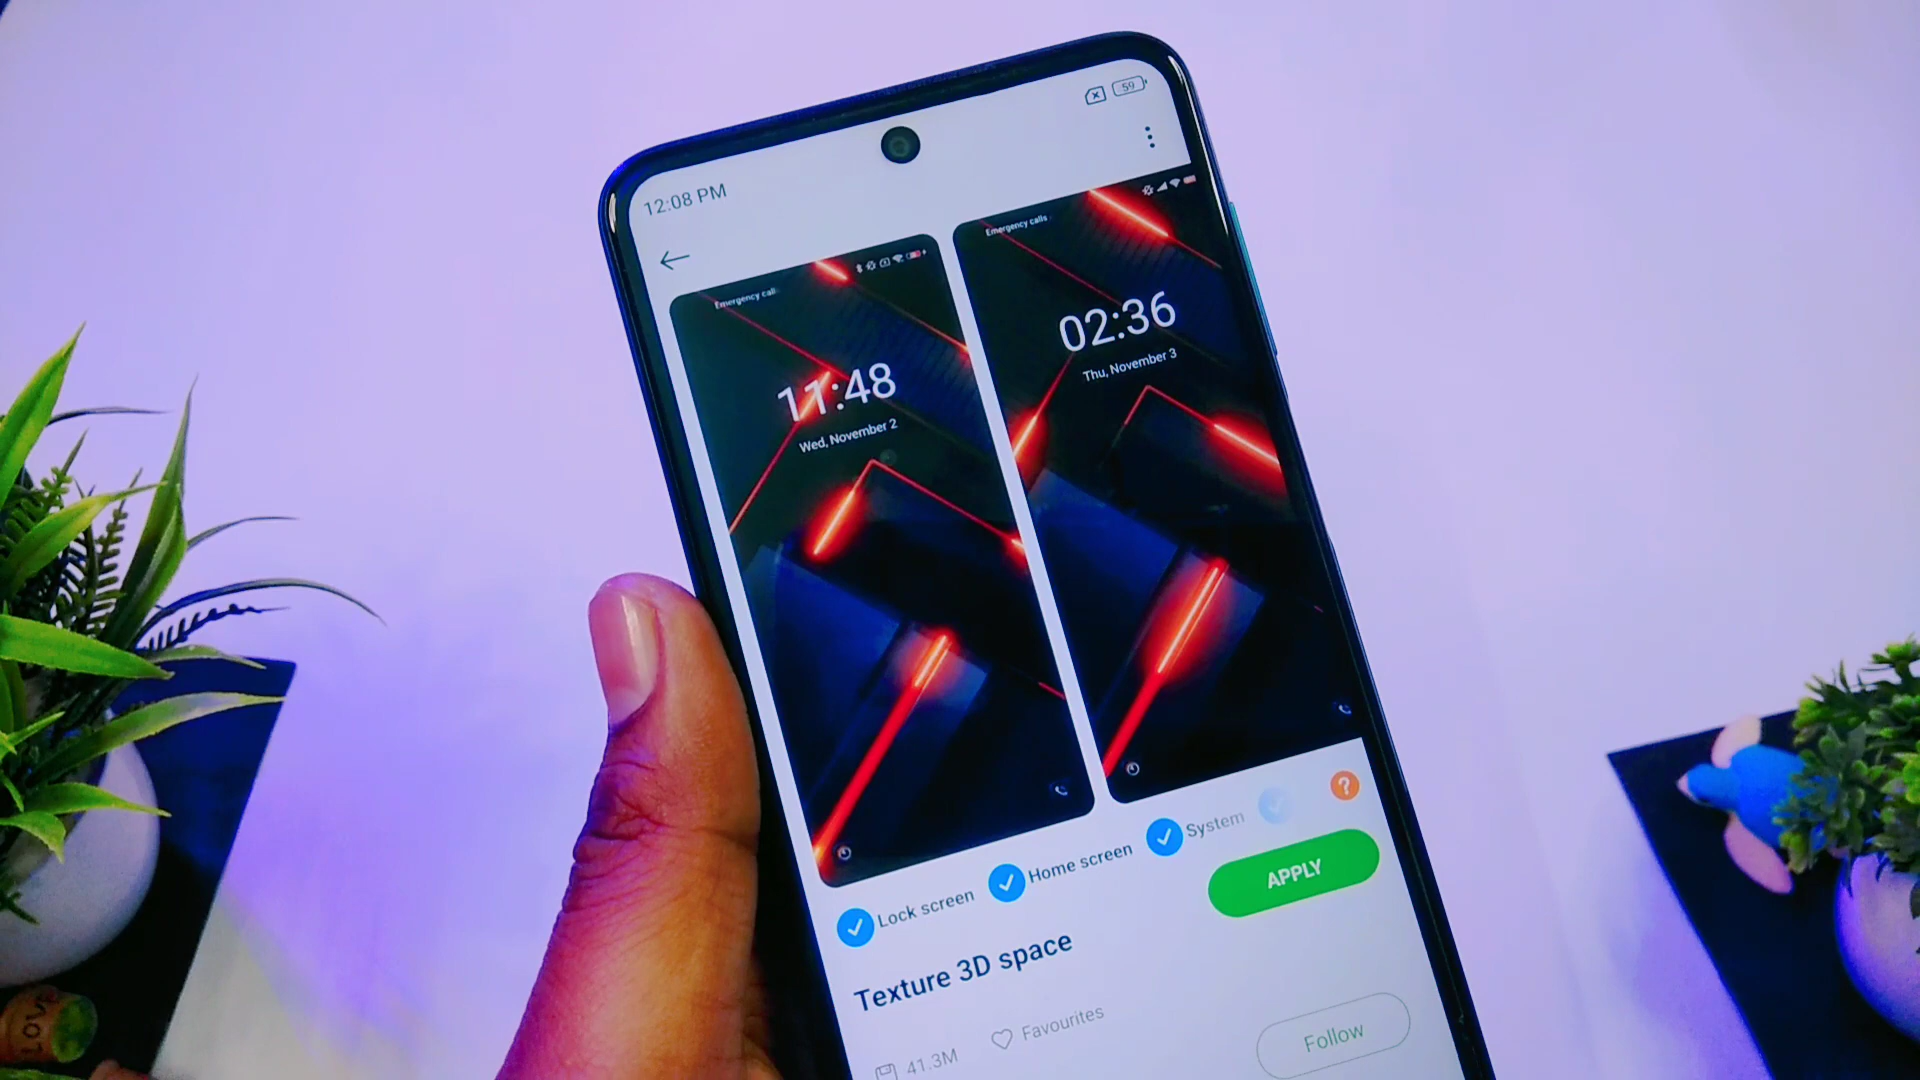 12:08 PM
59
Emergency call
11:48
Wed, November 2
Emergency calls
02:36
Thu, November 3
Lock screen
Home screen
System
?
APPLY
Texture 3D space
41.3M
Favourites
Follow
LOVE